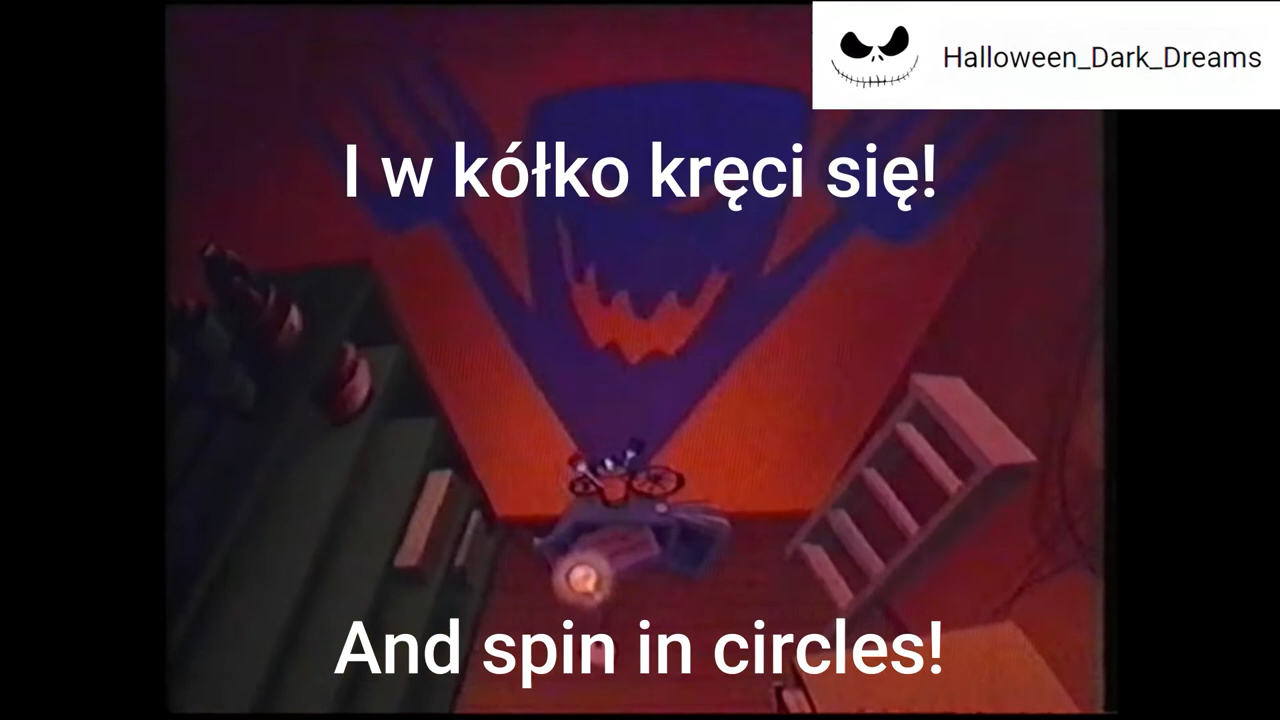 Halloween_Dark_Dreams
I w kółko kręci się!
And spin in circles!